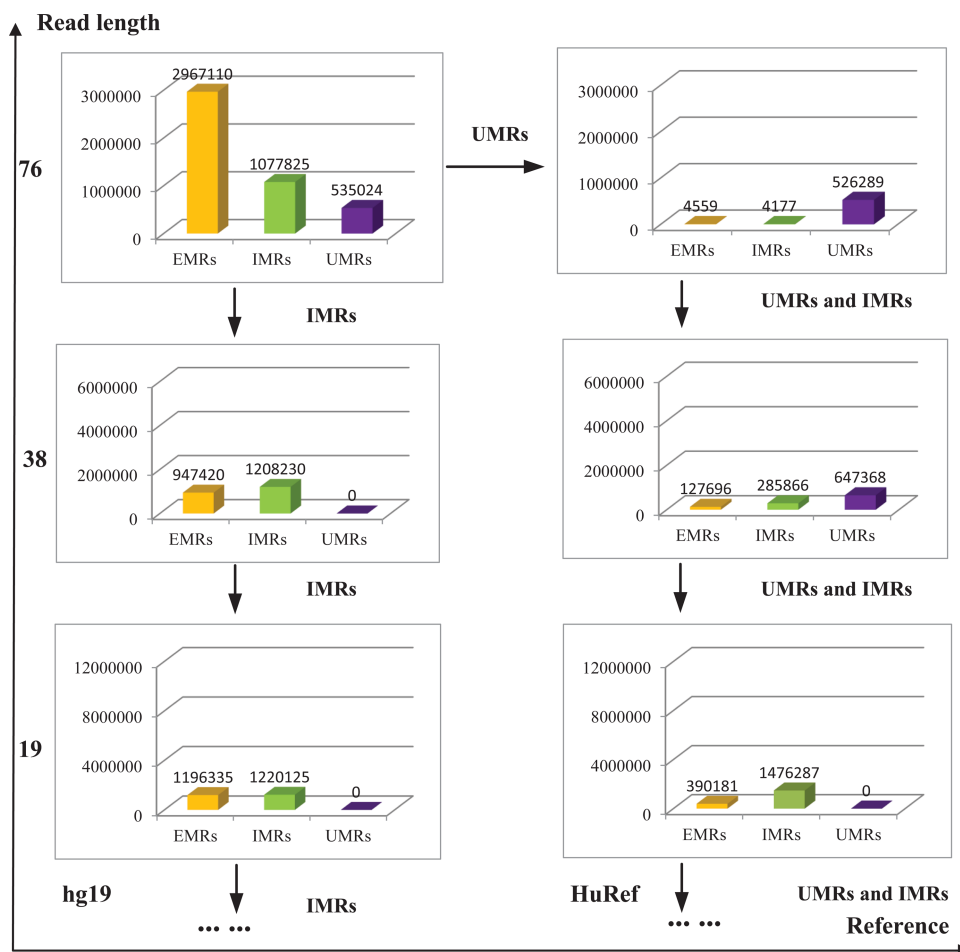 Read length
76
2967110
3000000
2000000
1077825
1000000
535024
0
EMRs IMRs UMRs
UMRs
3000000
2000000
1000000
526289
4559 4177
0
EMRs IMRs UMRs
IMRs
UMRs and IMRs
38
6000000
4000000
2000000
947420 1208230 0
0
EMRs IMRs UMRs
6000000
4000000
2000000
127696 285866 647368
0
EMRs IMRs UMRs
IMRs
UMRs and IMRs
19
12000000
8000000
4000000
1196335 1220125 0
0
EMRs IMRs UMRs
12000000
8000000
4000000
390181 1476287 0
0
EMRs IMRs UMRs
hg19
IMRs
... ...
HuRef
UMRs and IMRs
... ...
Reference